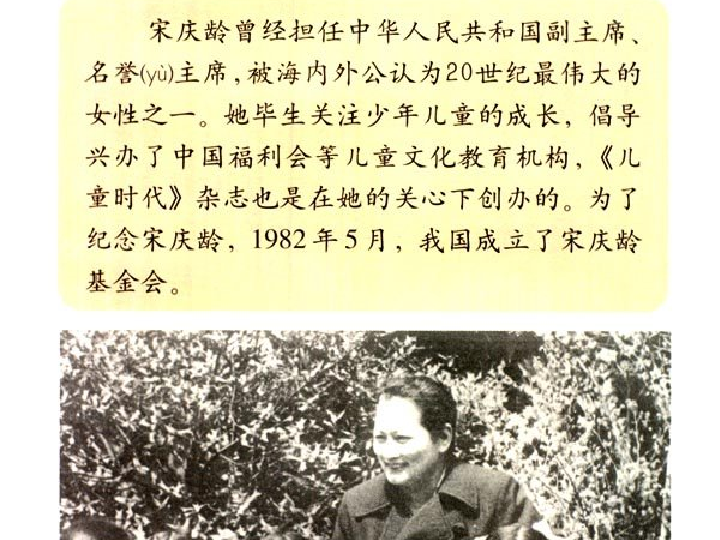 宋庆龄曾经担任中华人民共和国副主席、
名誉(yù)主席,被海内外公认为20世纪最伟大的
女性之一。她毕生关注少年儿童的成长,倡导
兴办了中国福利会等儿童文化教育机构,《儿
童时代》杂志也是在她的关心下创办的。为了
纪念宋庆龄,1982年5月,我国成立了宋庆龄
基金会。